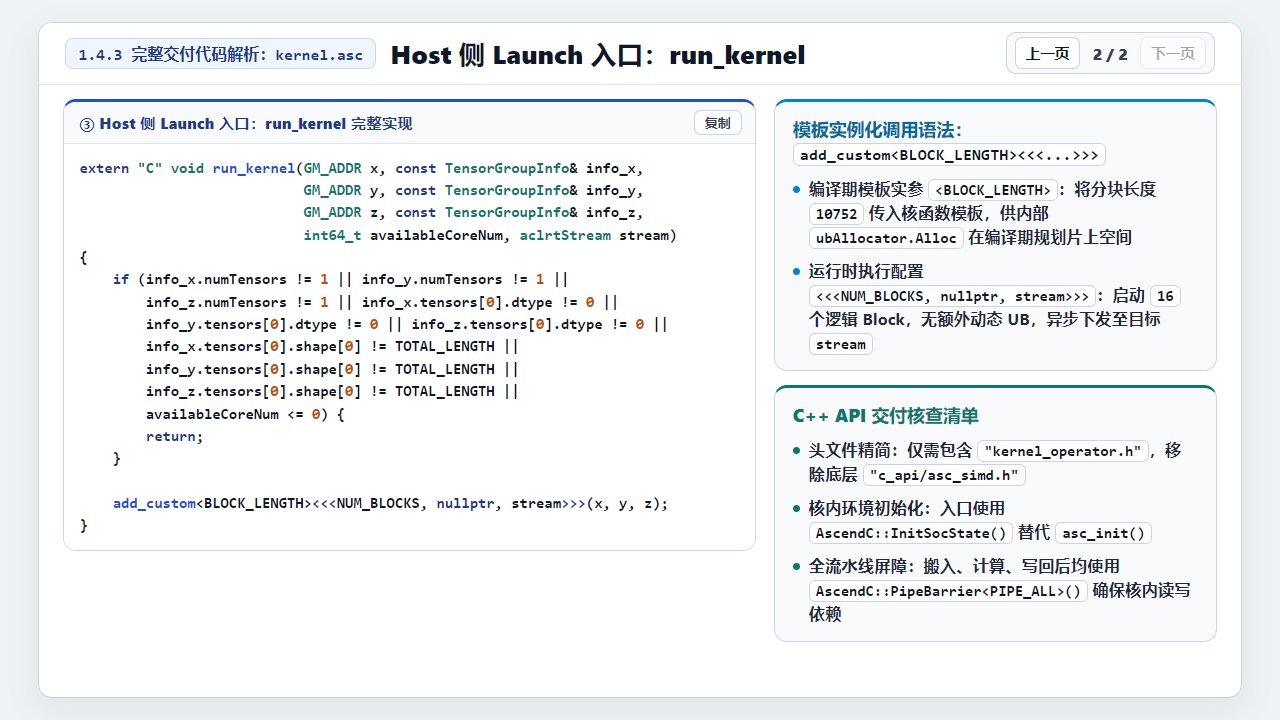 1.4.3 完整交付代码解析：kernel.asc
Host 侧 Launch 入口：run_kernel
上一页 2 / 2 下一页
③ Host 侧 Launch 入口：run_kernel 完整实现
复制
extern "C" void run_kernel(GM_ADDR x, const TensorGroupInfo& info_x,
                           GM_ADDR y, const TensorGroupInfo& info_y,
                           GM_ADDR z, const TensorGroupInfo& info_z,
                           int64_t availableCoreNum, aclrtStream stream)
{
    if (info_x.numTensors != 1 || info_y.numTensors != 1 ||
        info_z.numTensors != 1 || info_x.tensors[0].dtype != 0 ||
        info_y.tensors[0].dtype != 0 || info_z.tensors[0].dtype != 0 ||
        info_x.tensors[0].shape[0] != TOTAL_LENGTH ||
        info_y.tensors[0].shape[0] != TOTAL_LENGTH ||
        info_z.tensors[0].shape[0] != TOTAL_LENGTH ||
        availableCoreNum <= 0) {
        return;
    }
    add_custom<BLOCK_LENGTH><<<NUM_BLOCKS, nullptr, stream>>>(x, y, z);
}
模板实例化调用语法：
add_custom<BLOCK_LENGTH><<<...>>>
• 编译期模板实参 <BLOCK_LENGTH>：将分块长度
10752 传入核函数模板，供内部
ubAllocator.Alloc 在编译期规划片上空间
• 运行时执行配置
<<<NUM_BLOCKS, nullptr, stream>>>：启动 16
个逻辑 Block，无额外动态 UB，异步下发至目标
stream
C++ API 交付核查清单
• 头文件精简：仅需包含 "kernel_operator.h"，移
除底层 "c_api/asc_simd.h"
• 核内环境初始化：入口使用
AscendC::InitSocState() 替代 asc_init()
• 全流水线屏障：搬入、计算、写回后均使用
AscendC::PipeBarrier<PIPE_ALL>() 确保核内读写
依赖